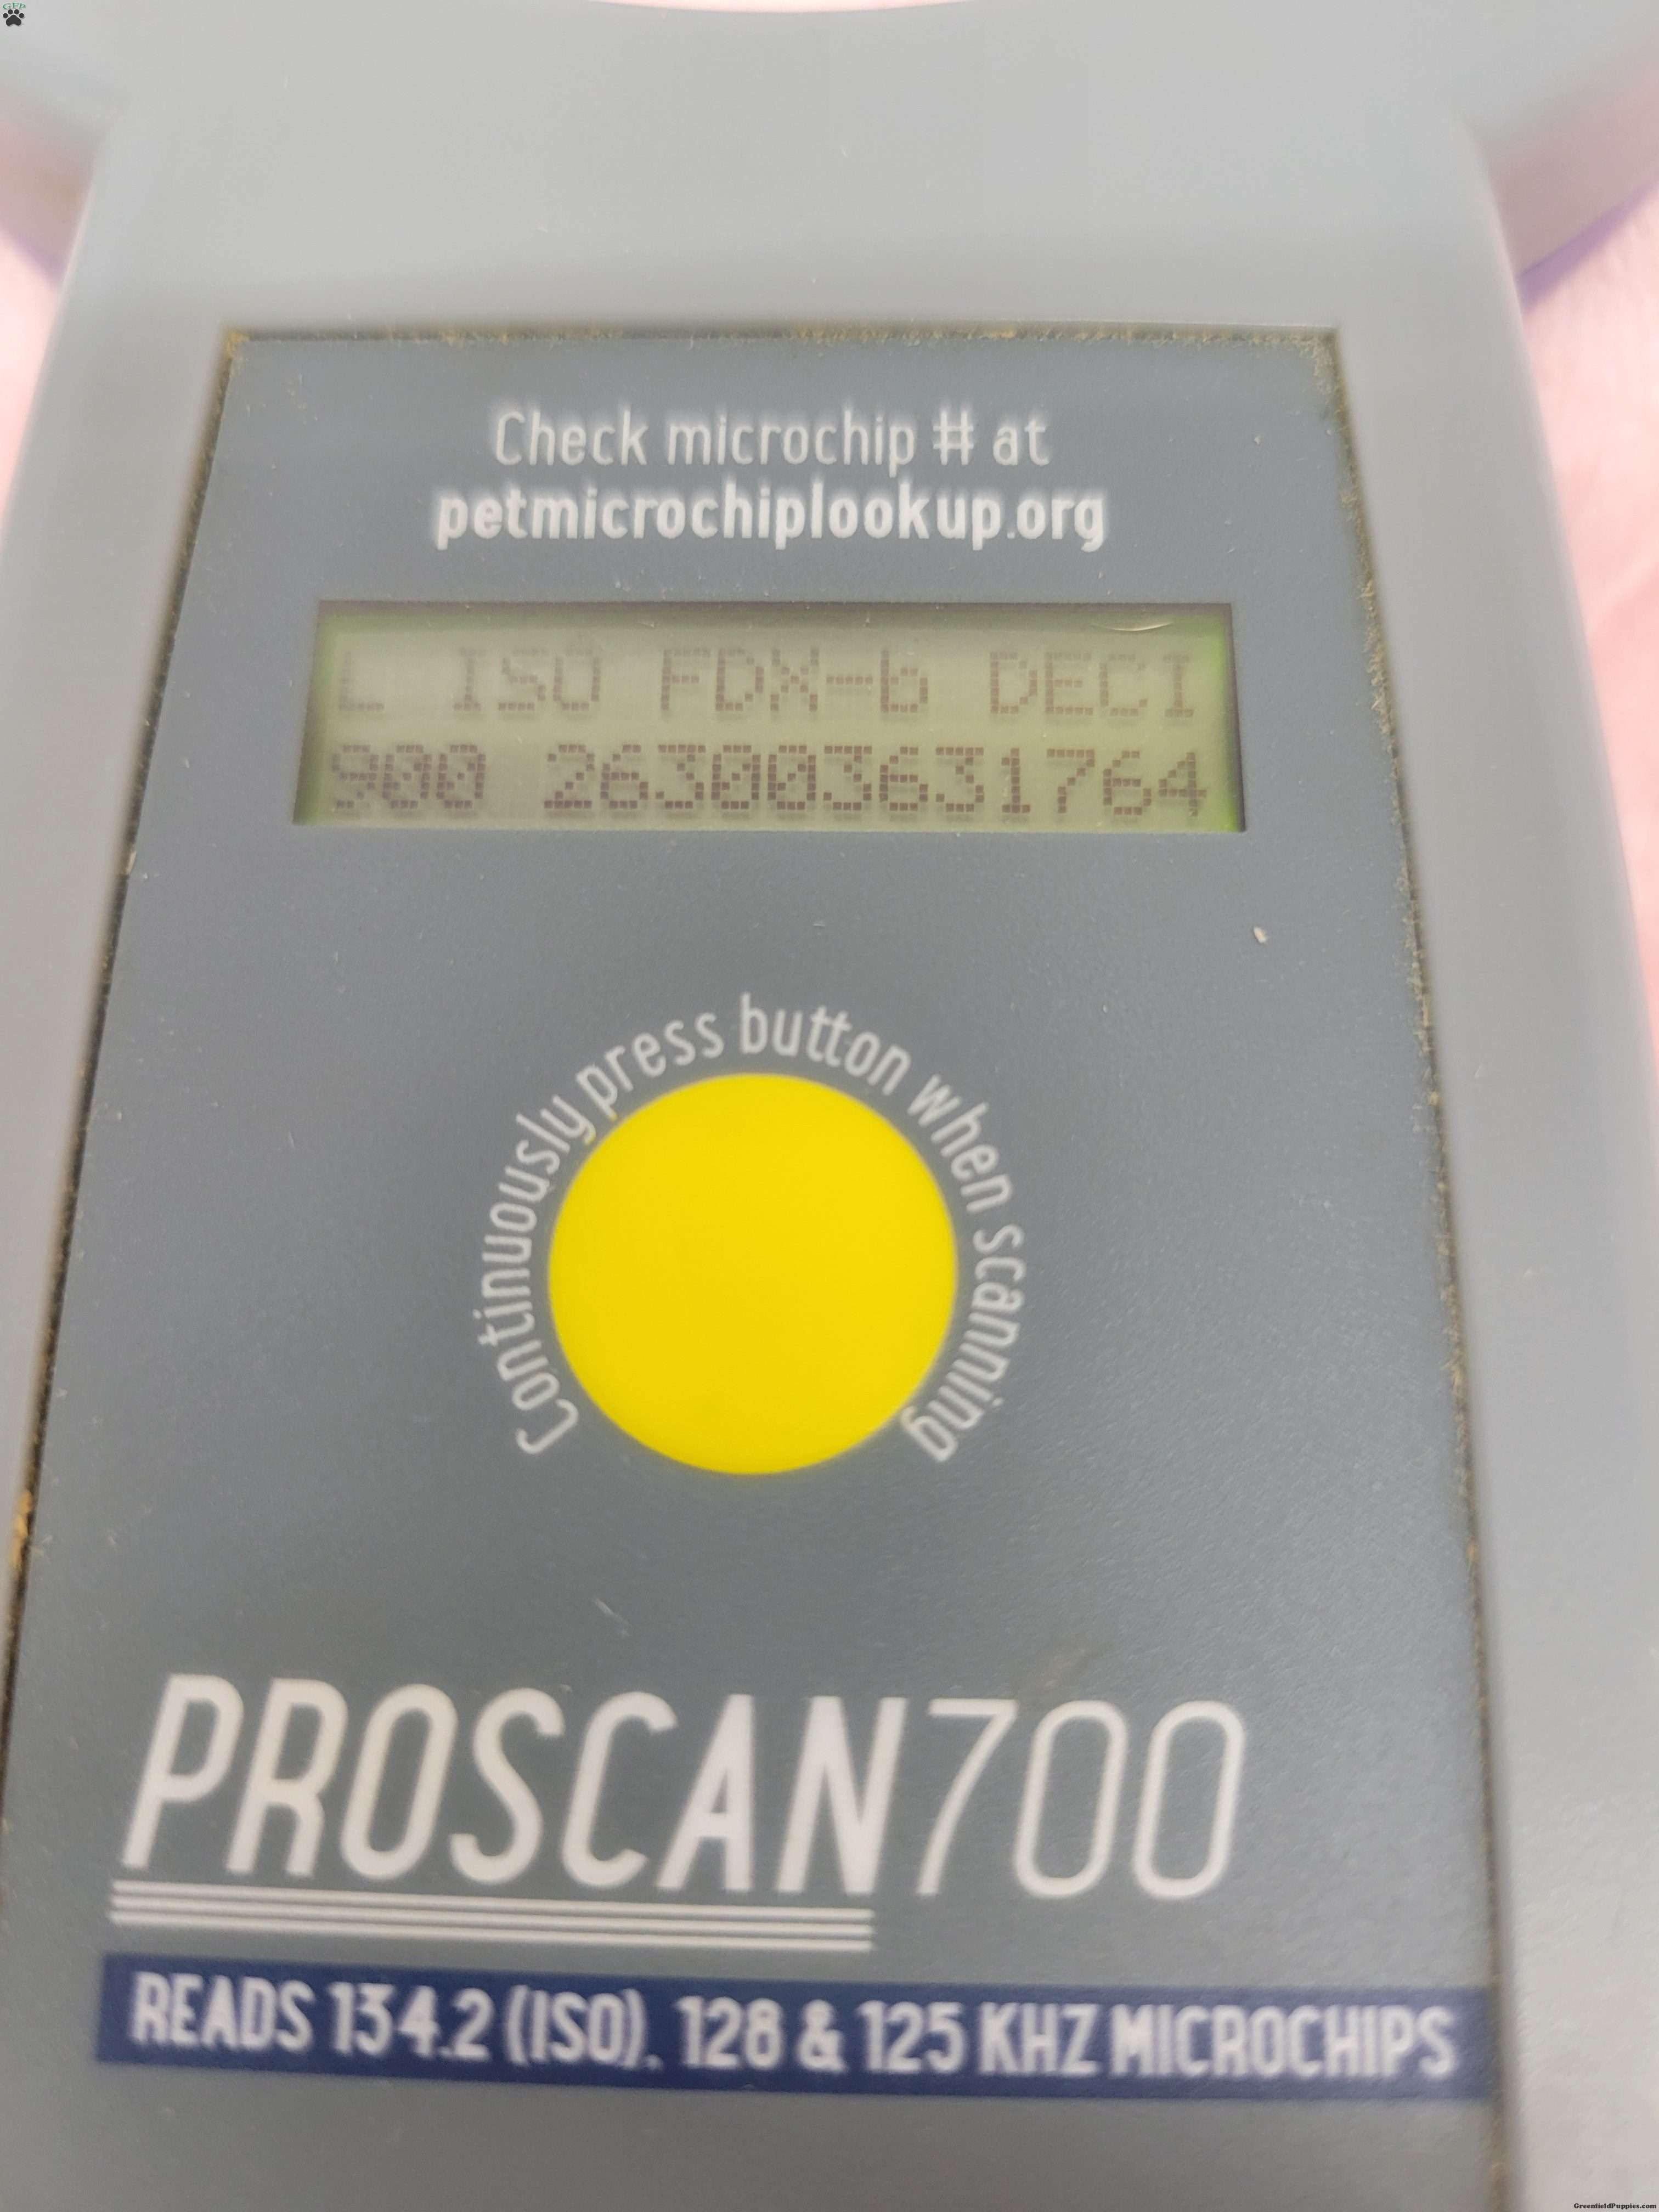 GFP
Check microchip # at
petmicrochiplookup.org
L ISO FDX-b DECI
900 263003631764
Continuously press button when scanning
PROSCAN700
READS 134.2 (ISO), 128 & 125 KHZ MICROCHIPS
GreenfieldPuppies.com